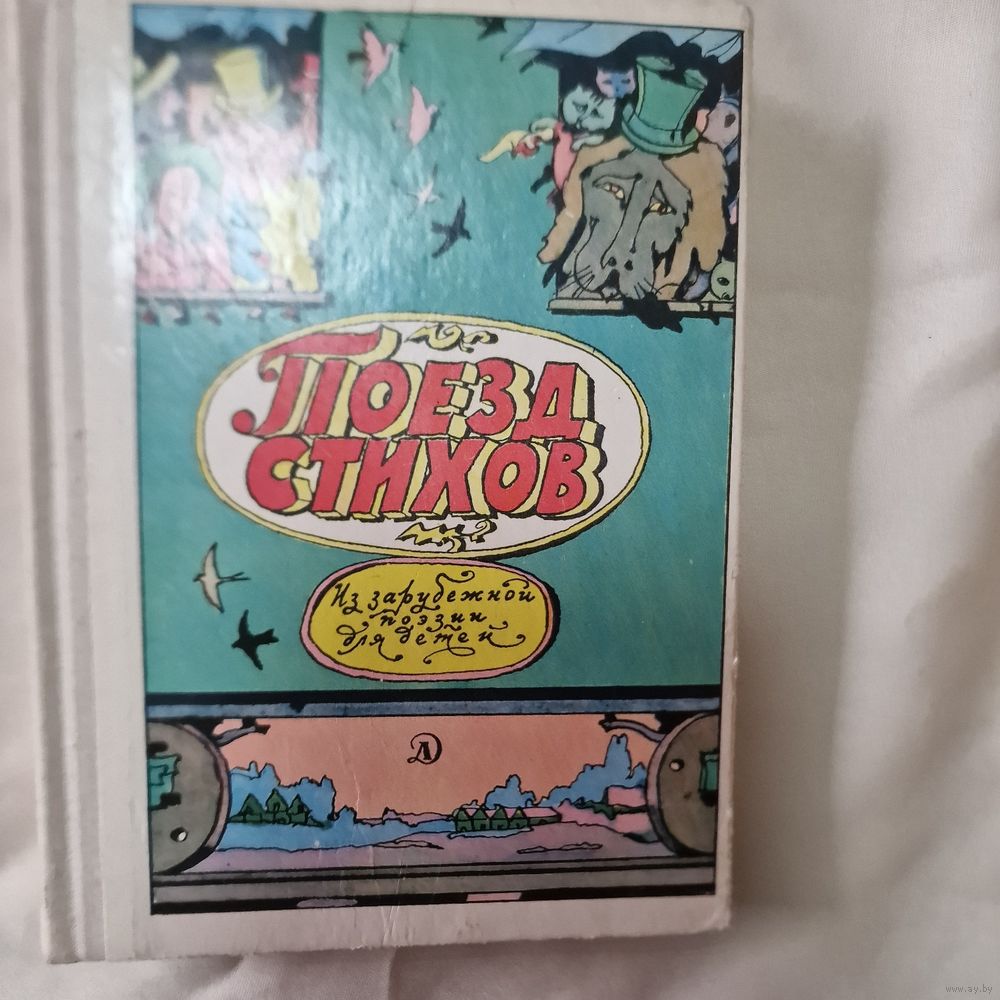 ПОЕЗД
СТИХОВ
Из зарубежной
поэзии
для детей
Д
www.ay.by